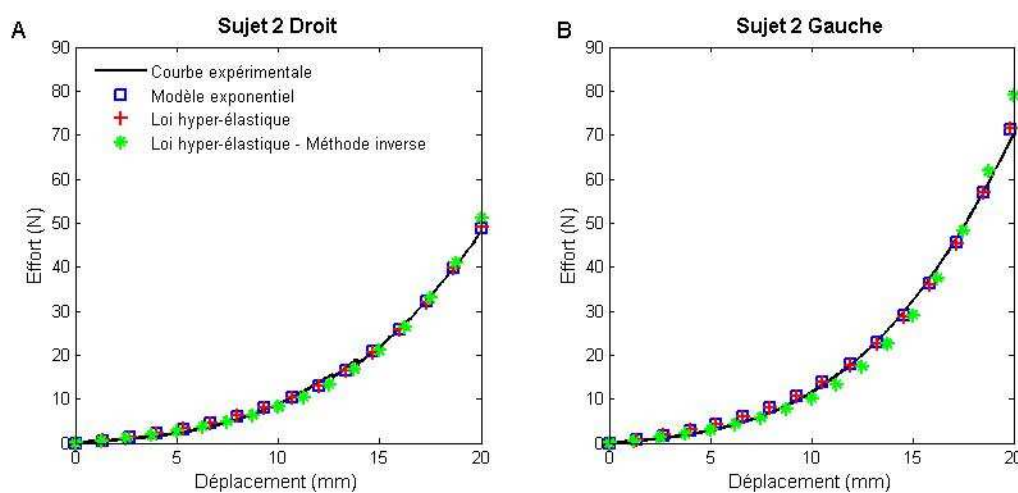 A
Sujet 2 Droit
90
80
70
60
50
40
30
20
10
0
Effort (N)
Courbe expérimentale
Modèle exponentiel
Loi hyper-élastique
Loi hyper-élastique - Méthode inverse
0 5 10 15 20
Déplacement (mm)
B
Sujet 2 Gauche
90
80
70
60
50
40
30
20
10
0
Effort (N)
0 5 10 15 20
Déplacement (mm)